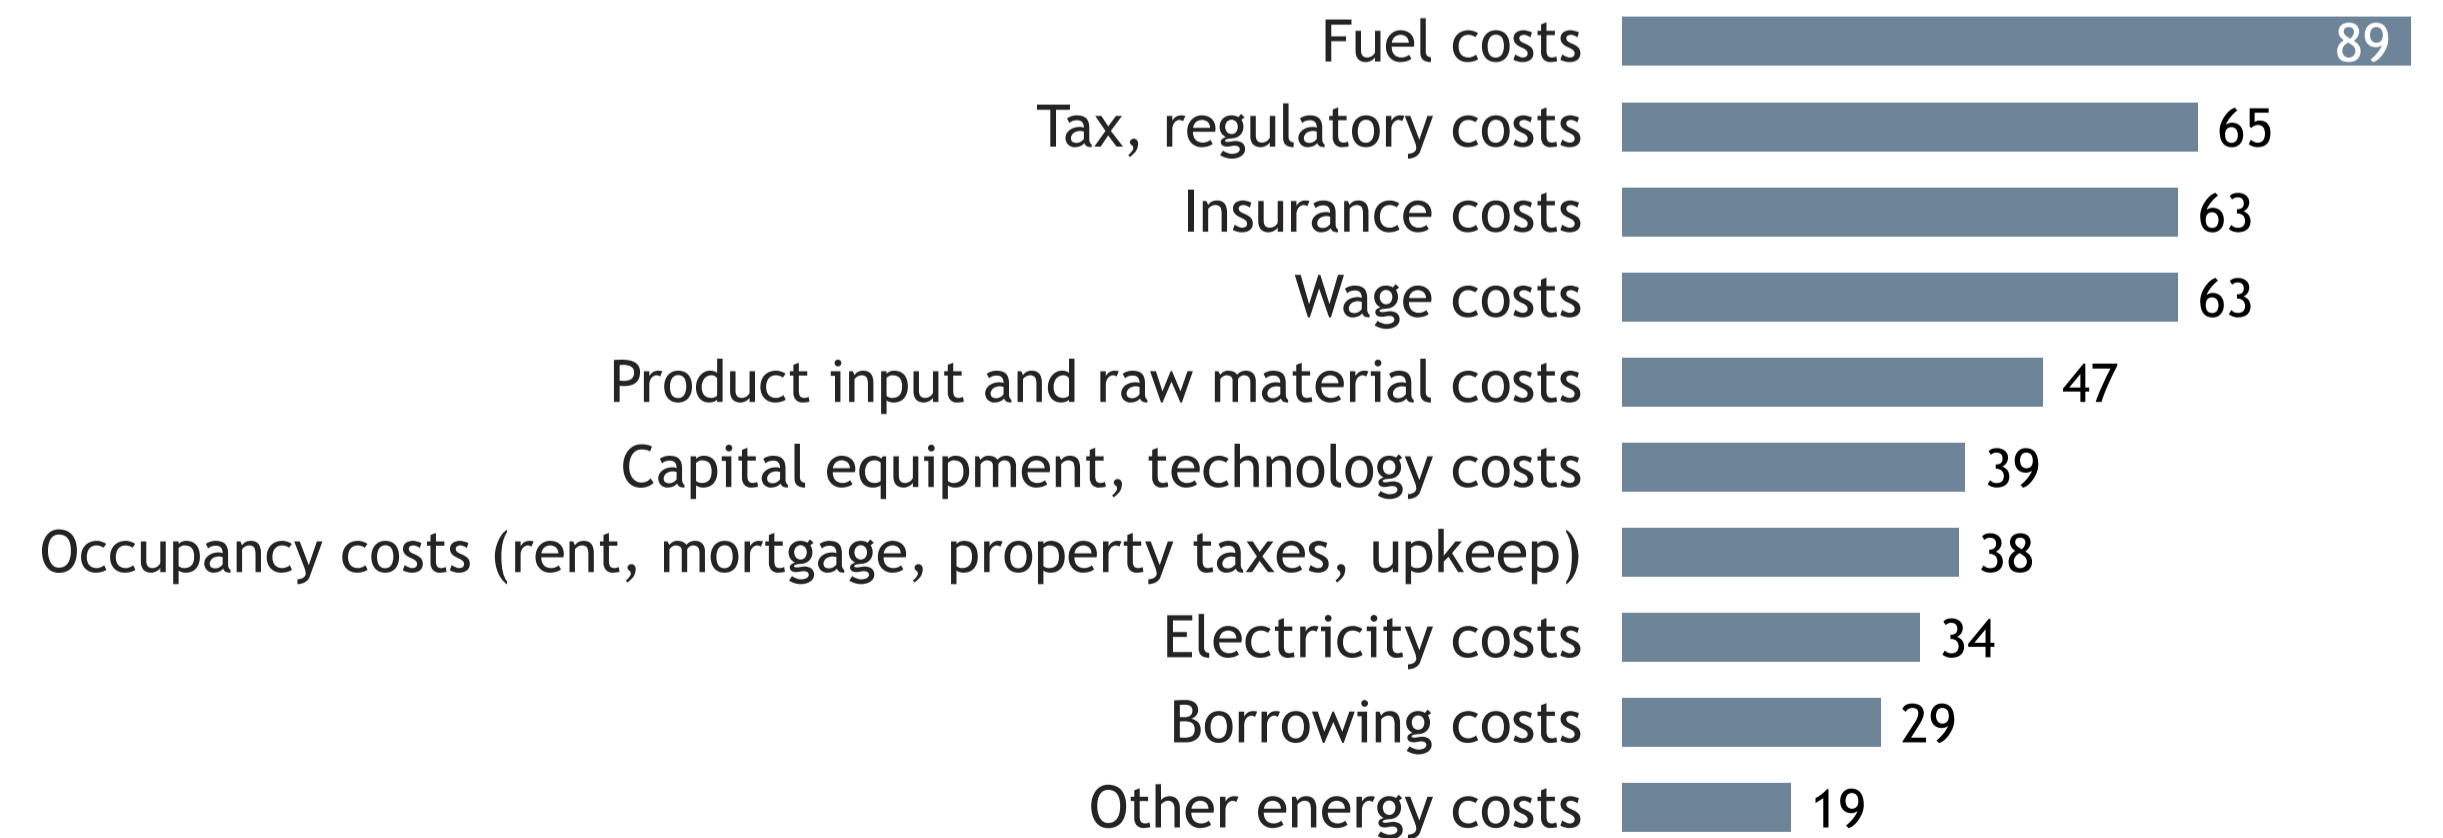 Fuel costs 89
Tax, regulatory costs 65
Insurance costs 63
Wage costs 63
Product input and raw material costs 47
Capital equipment, technology costs 39
Occupancy costs (rent, mortgage, property taxes, upkeep) 38
Electricity costs 34
Borrowing costs 29
Other energy costs 19